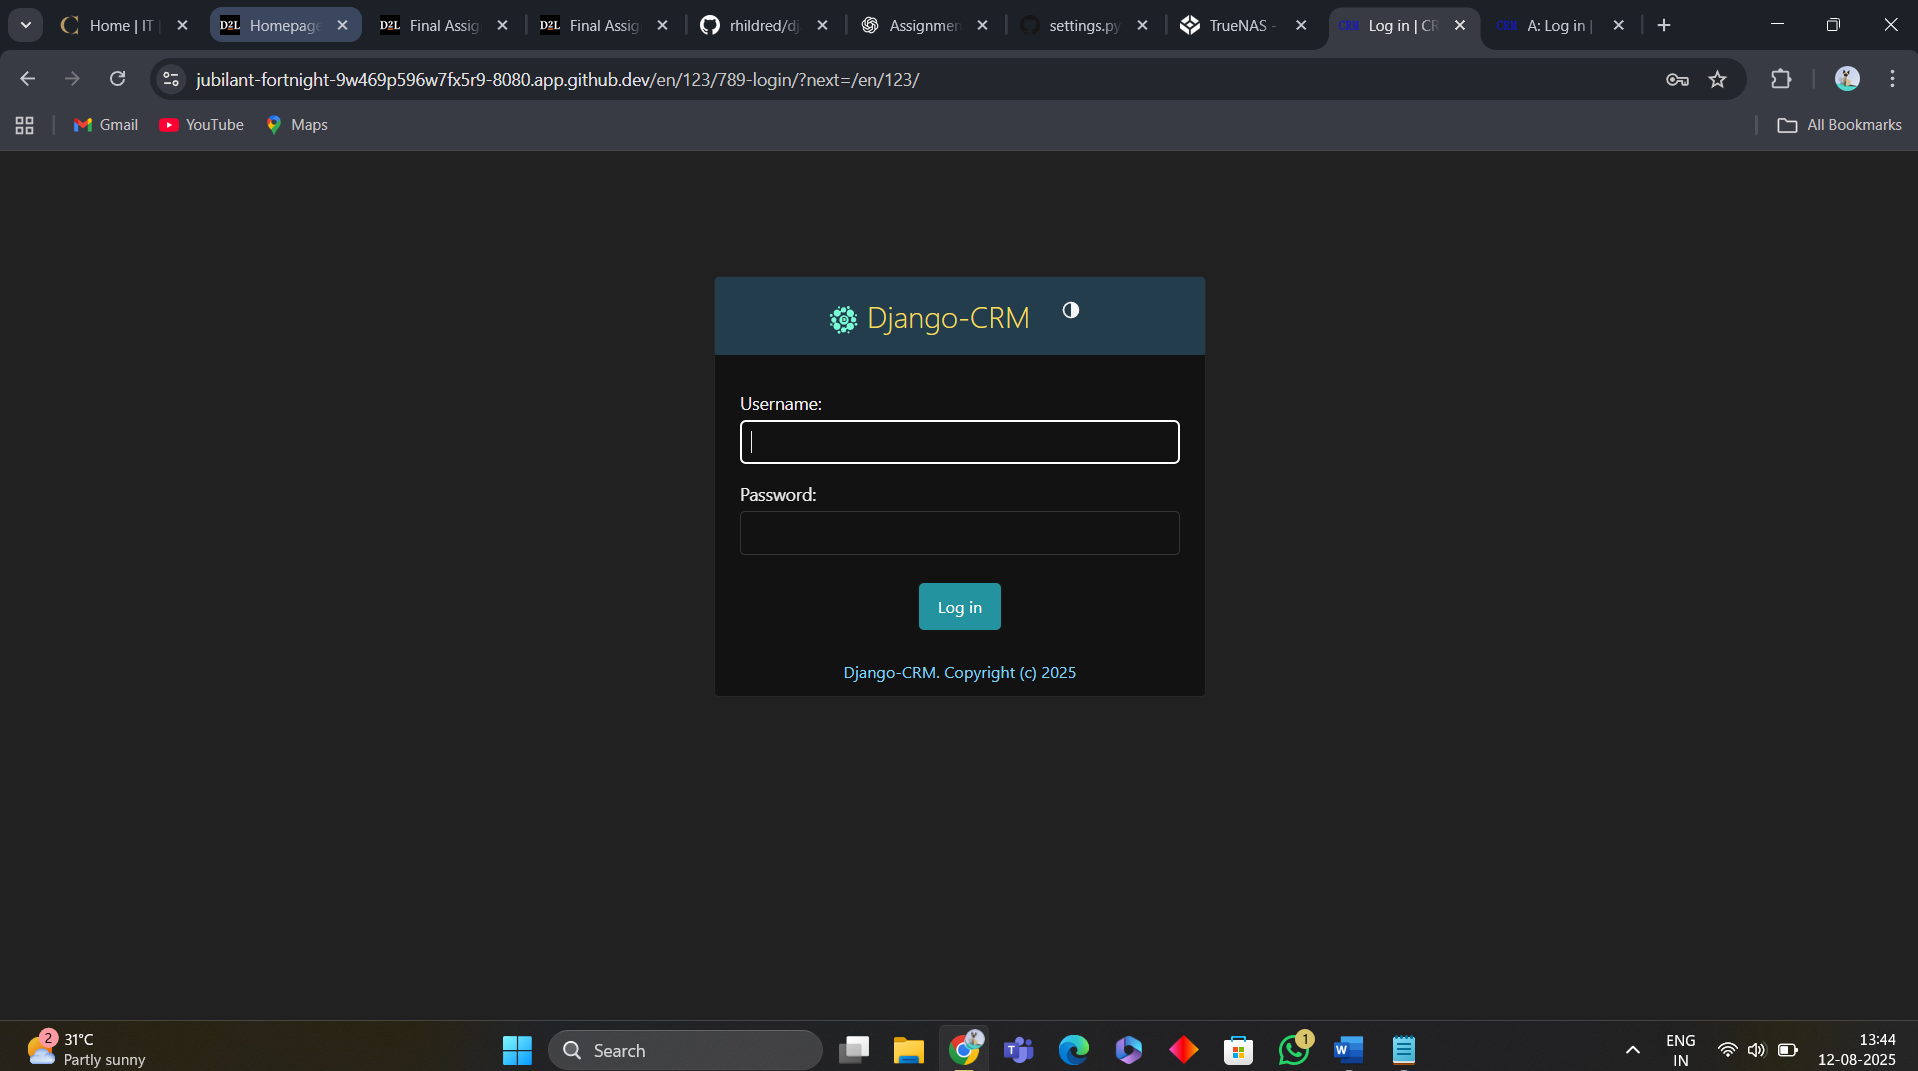 Home | IT |
Homepage
Final Assig
Final Assig
rhildred/dj
Assignmen
settings.py
TrueNAS -
Log in | CR
A: Log in |
jubilant-fortnight-9w469p596w7fx5r9-8080.app.github.dev/en/123/789-login/?next=/en/123/
Gmail
YouTube
Maps
All Bookmarks
Django-CRM
Username:
Password:
Log in
Django-CRM. Copyright (c) 2025
2
31°C
Partly sunny
Search
1
ENG
IN
13:44
12-08-2025